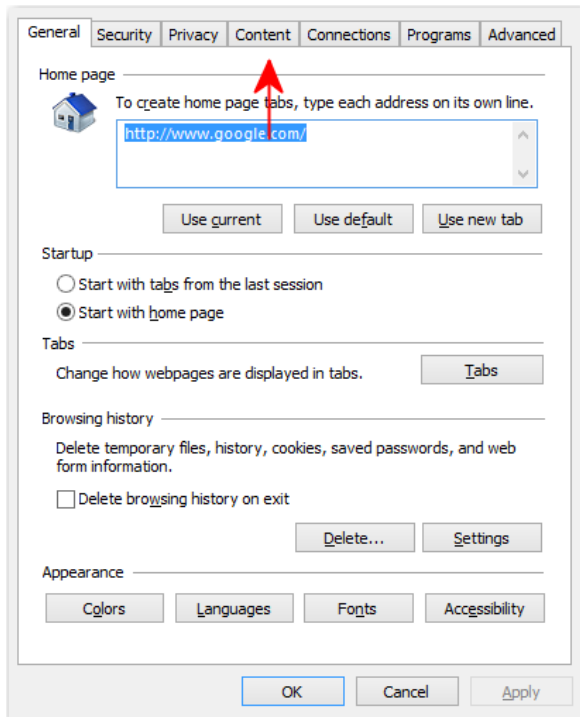 General Security Privacy Content Connections Programs Advanced
Home page
To create home page tabs, type each address on its own line.
http://www.google.com/
Use current Use default Use new tab
Startup
Start with tabs from the last session
Start with home page
Tabs
Change how webpages are displayed in tabs. Tabs
Browsing history
Delete temporary files, history, cookies, saved passwords, and web
form information.
Delete browsing history on exit
Delete... Settings
Appearance
Colors Languages Fonts Accessibility
OK Cancel Apply